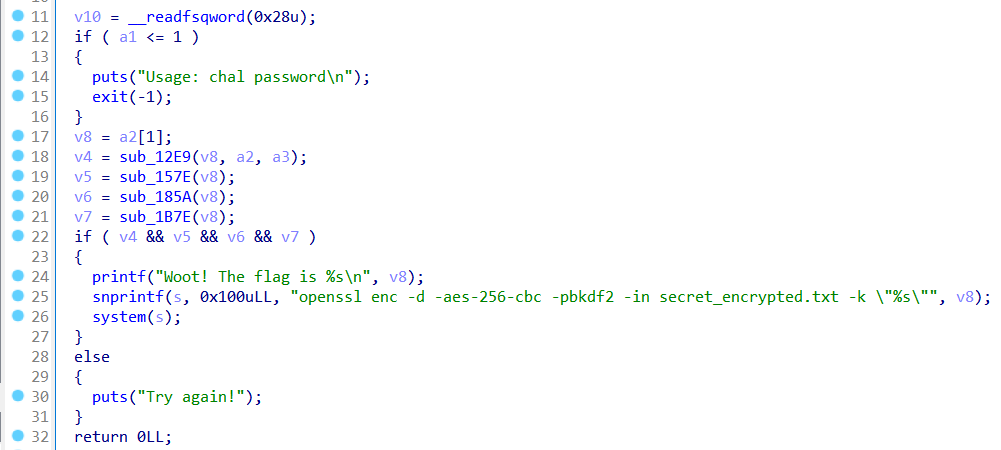 11 v10 = __readfsqword(0x28u);
12 if ( a1 <= 1 )
13 {
14 puts("Usage: chal password\n");
15 exit(-1);
16 }
17 v8 = a2[1];
18 v4 = sub_12E9(v8, a2, a3);
19 v5 = sub_157E(v8);
20 v6 = sub_185A(v8);
21 v7 = sub_1B7E(v8);
22 if ( v4 && v5 && v6 && v7 )
23 {
24 printf("Woot! The flag is %s\n", v8);
25 snprintf(s, 0x100uLL, "openssl enc -d -aes-256-cbc -pbkdf2 -in secret_encrypted.txt -k \"%s\"", v8);
26 system(s);
27 }
28 else
29 {
30 puts("Try again!");
31 }
32 return 0LL;